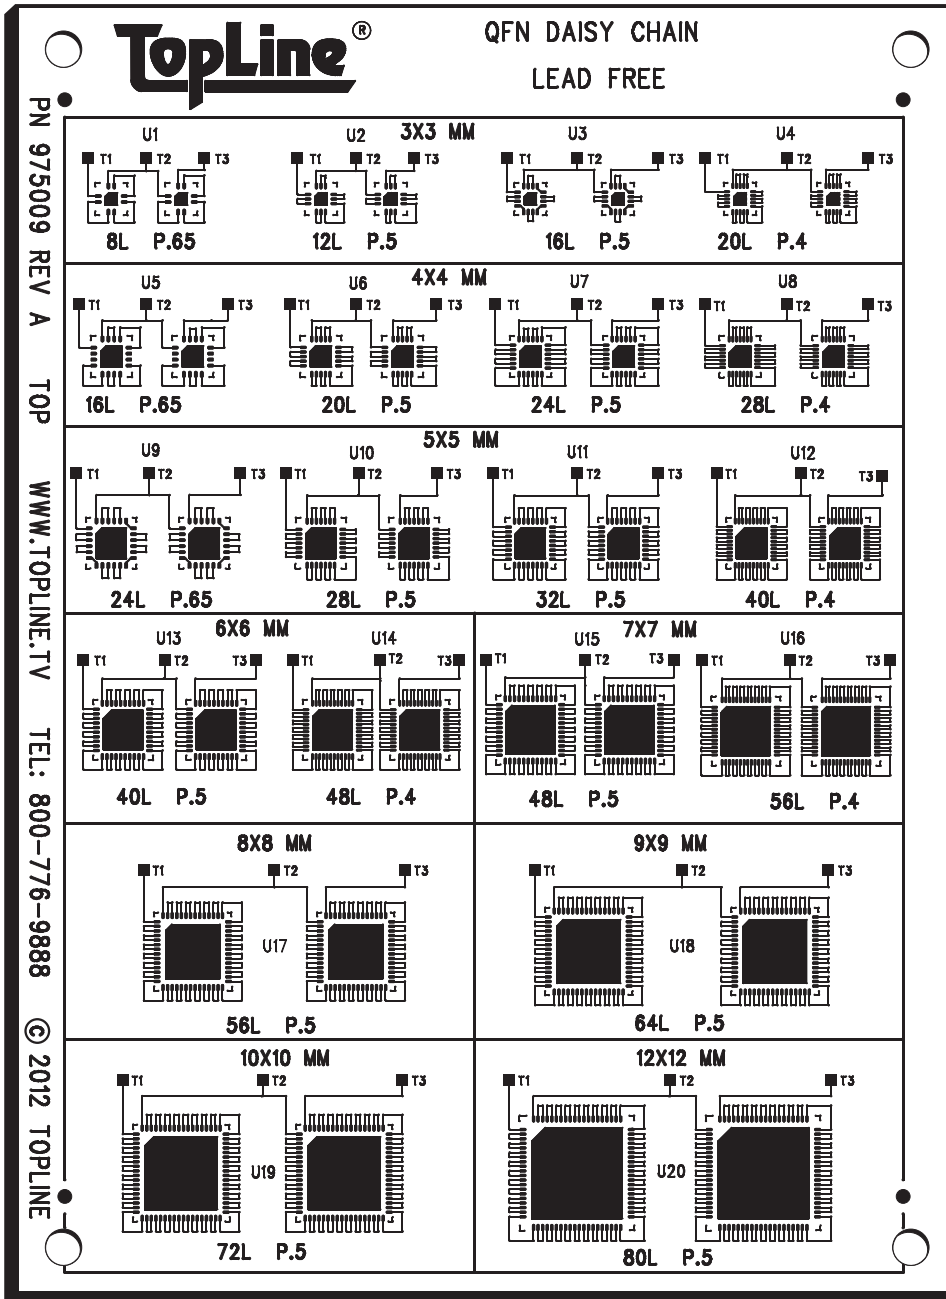 TopLine®
QFN DAISY CHAIN
LEAD FREE
PN 975009 REV A TOP WWW.TOPLINE.TV TEL: 800-776-9888 © 2012 TOPLINE
3X3 MM
U1 U2 U3 U4
T1 T2 T3 T1 T2 T3 T1 T2 T3 T1 T2 T3
8L P.65 12L P.5 16L P.5 20L P.4
4X4 MM
U5 U6 U7 U8
T1 T2 T3 T1 T2 T3 T1 T2 T3 T1 T2 T3
16L P.65 20L P.5 24L P.5 28L P.4
5X5 MM
U9 U10 U11 U12
T1 T2 T3 T1 T2 T3 T1 T2 T3 T1 T2 T3
24L P.65 28L P.5 32L P.5 40L P.4
6X6 MM 7X7 MM
U13 U14 U15 U16
T1 T2 T3 T1 T2 T3 T1 T2 T3 T1 T2 T3
40L P.5 48L P.4 48L P.5 56L P.4
8X8 MM 9X9 MM
T1 T2 T3 T1 T2 T3
U17 U18
56L P.5 64L P.5
10X10 MM 12X12 MM
T1 T2 T3 T1 T2 T3
U19 U20
72L P.5 80L P.5